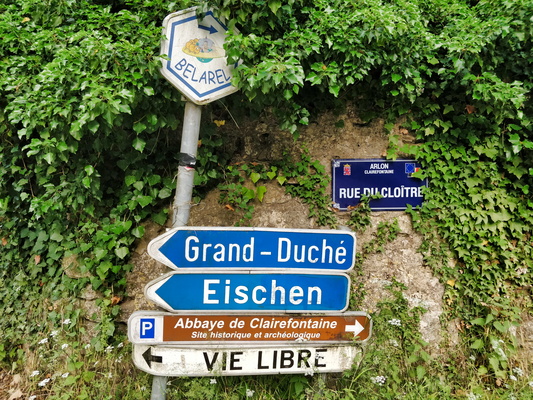 BELAREL
ARLON
CLAIREFONTAINE
RUE DU CLOÎTRE
Grand-Duché
Eischen
P Abbaye de Clairefontaine
Site historique et archéologique
VIE LIBRE